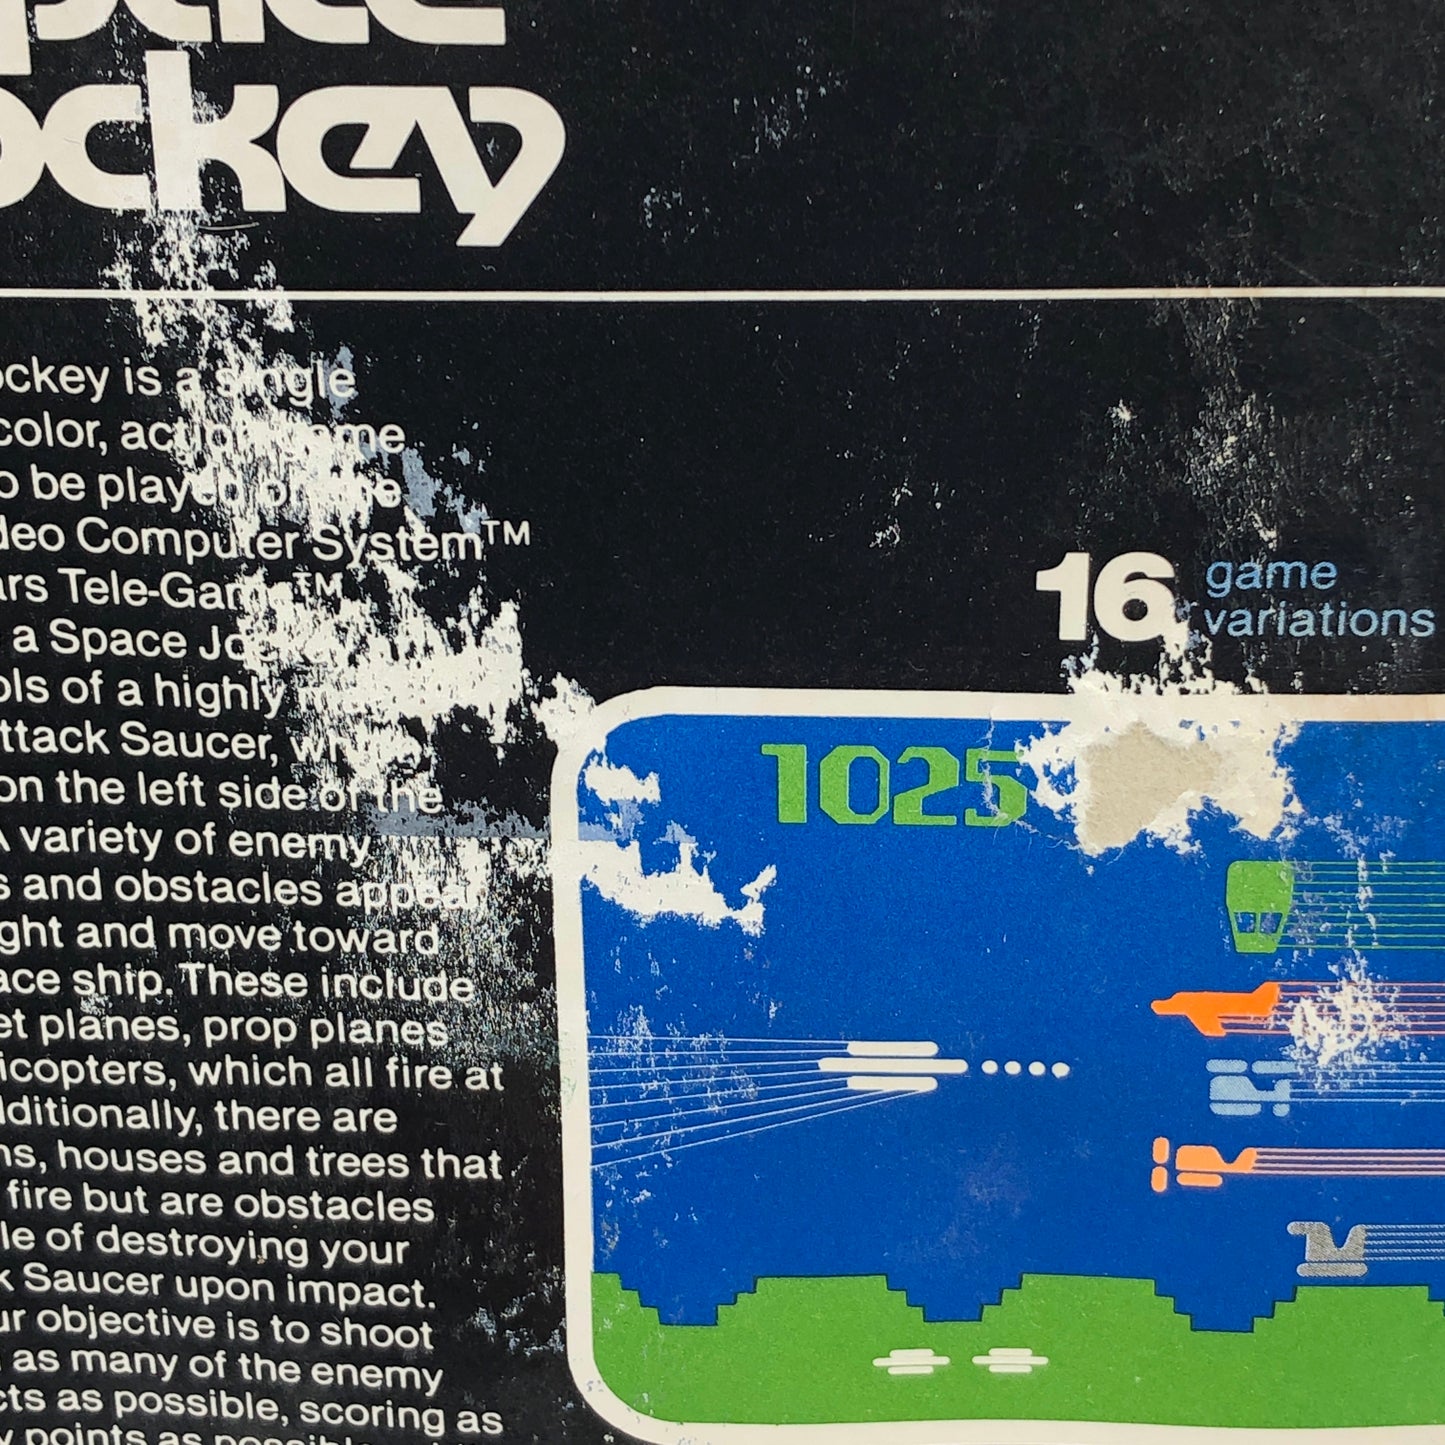 pace
ockey
ockey is a single
color, action game
o be played on the
deo Computer System™
ars Tele-Games™
a Space Jo
ols of a highly
ttack Saucer, while
on the left side of the
A variety of enemy
s and obstacles appear
ght and move toward
ace ship. These include
et planes, prop planes
icopters, which all fire at
dditionally, there are
ns, houses and trees that
fire but are obstacles
le of destroying your
k Saucer upon impact.
ur objective is to shoot
as many of the enemy
cts as possible, scoring as
y points as possible
16 game
variations
1025